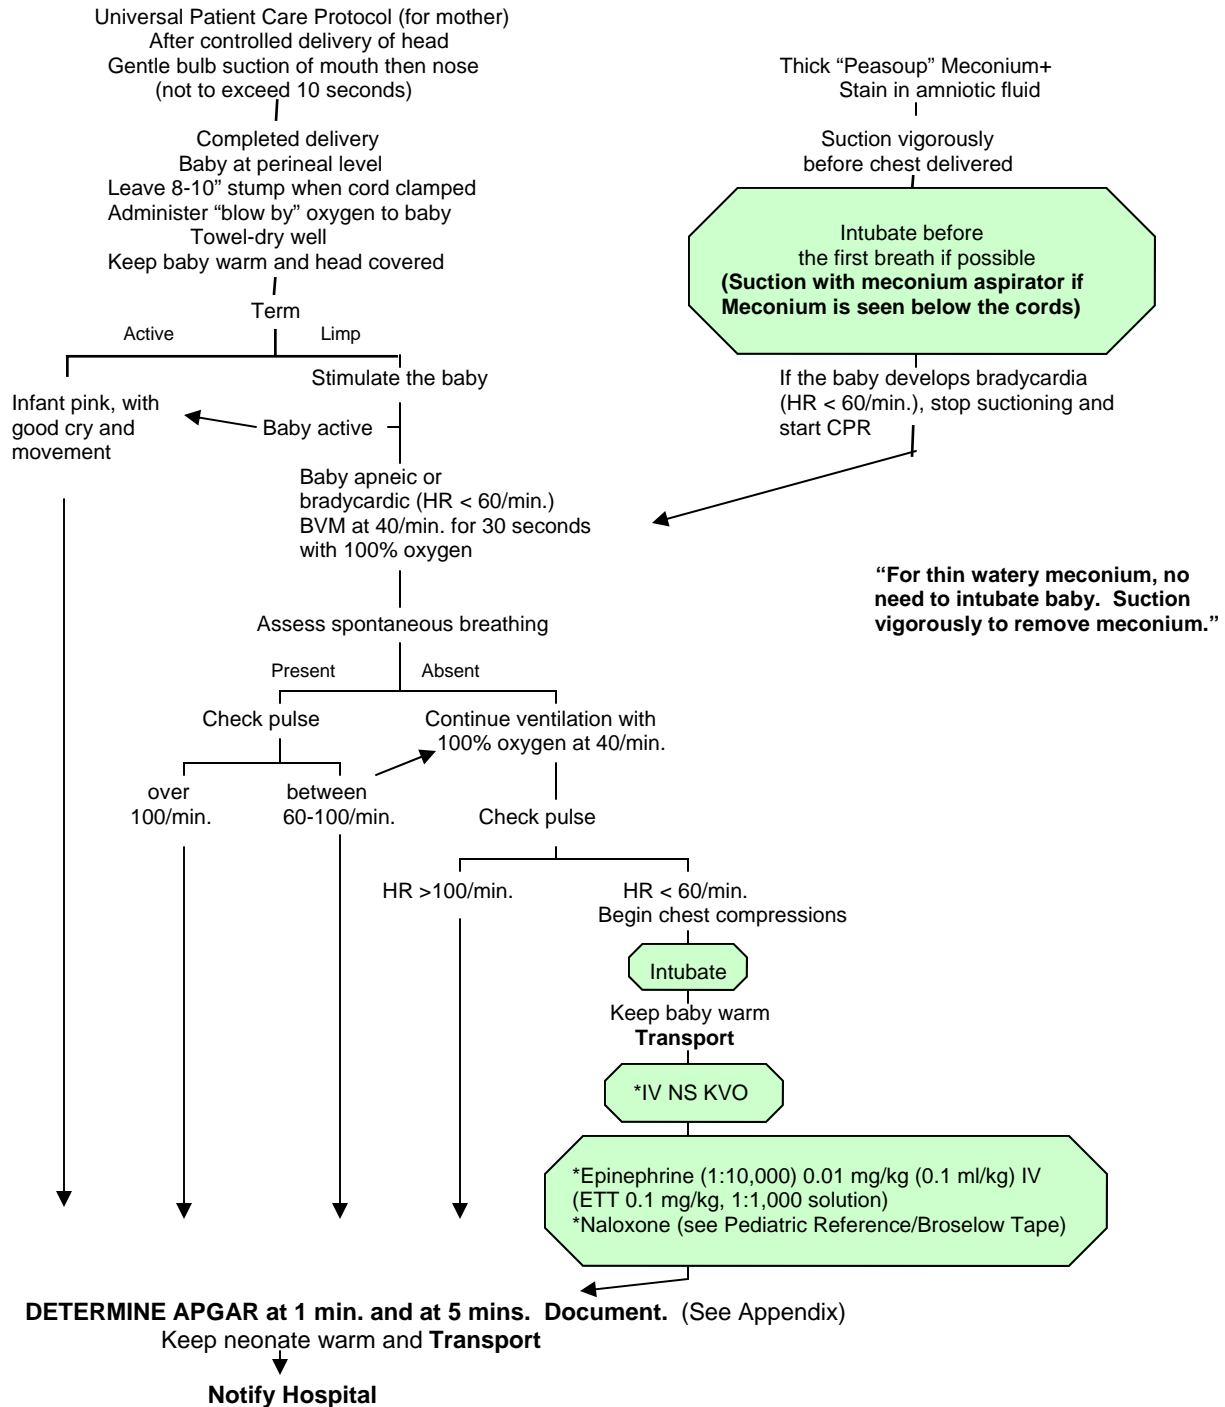 Universal Patient Care Protocol (for mother)
After controlled delivery of head
Gentle bulb suction of mouth then nose
(not to exceed 10 seconds)
Completed delivery
Baby at perineal level
Leave 8-10” stump when cord clamped
Administer “blow by” oxygen to baby
Towel-dry well
Keep baby warm and head covered
Term
Active
Limp
Stimulate the baby
Infant pink, with
good cry and
movement
Baby active
Baby apneic or
bradycardic (HR < 60/min.)
BVM at 40/min. for 30 seconds
with 100% oxygen
Thick “Peasoup” Meconium+
Stain in amniotic fluid
Suction vigorously
before chest delivered
Intubate before
the first breath if possible
(Suction with meconium aspirator if
Meconium is seen below the cords)
If the baby develops bradycardia
(HR < 60/min.), stop suctioning and
start CPR
“For thin watery meconium, no
need to intubate baby.  Suction
vigorously to remove meconium.”
Assess spontaneous breathing
Present
Absent
Check pulse
Continue ventilation with
100% oxygen at 40/min.
over
100/min.
between
60-100/min.
Check pulse
HR >100/min.
HR < 60/min.
Begin chest compressions
Intubate
Keep baby warm
Transport
*IV NS KVO
*Epinephrine (1:10,000) 0.01 mg/kg (0.1 ml/kg) IV
(ETT 0.1 mg/kg, 1:1,000 solution)
*Naloxone (see Pediatric Reference/Broselow Tape)
DETERMINE APGAR at 1 min. and at 5 mins.  Document.  (See Appendix)
Keep neonate warm and Transport
Notify Hospital